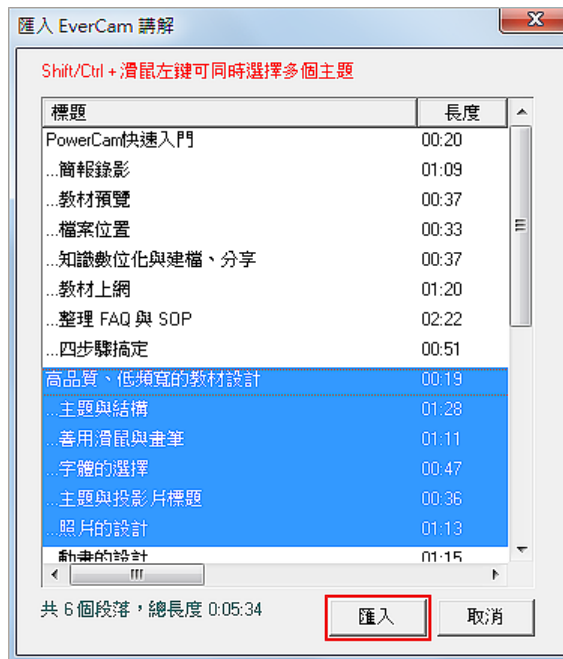 匯入 EverCam 講解
Shift/Ctrl + 滑鼠左鍵可同時選擇多個主題
標題 長度
PowerCam快速入門 00:20
...簡報錄影 01:09
...教材預覽 00:37
...檔案位置 00:33
...知識數位化與建檔、分享 00:37
...教材上網 01:20
...整理 FAQ 與 SOP 02:22
...四步驟搞定 00:51
高品質、低頻寬的教材設計 00:19
...主題與結構 01:28
...善用滑鼠與畫筆 01:11
...字體的選擇 00:47
...主題與投影片標題 00:36
...照片的設計 01:13
動畫的設計 01:15
共 6 個段落，總長度 0:05:34 匯入 取消